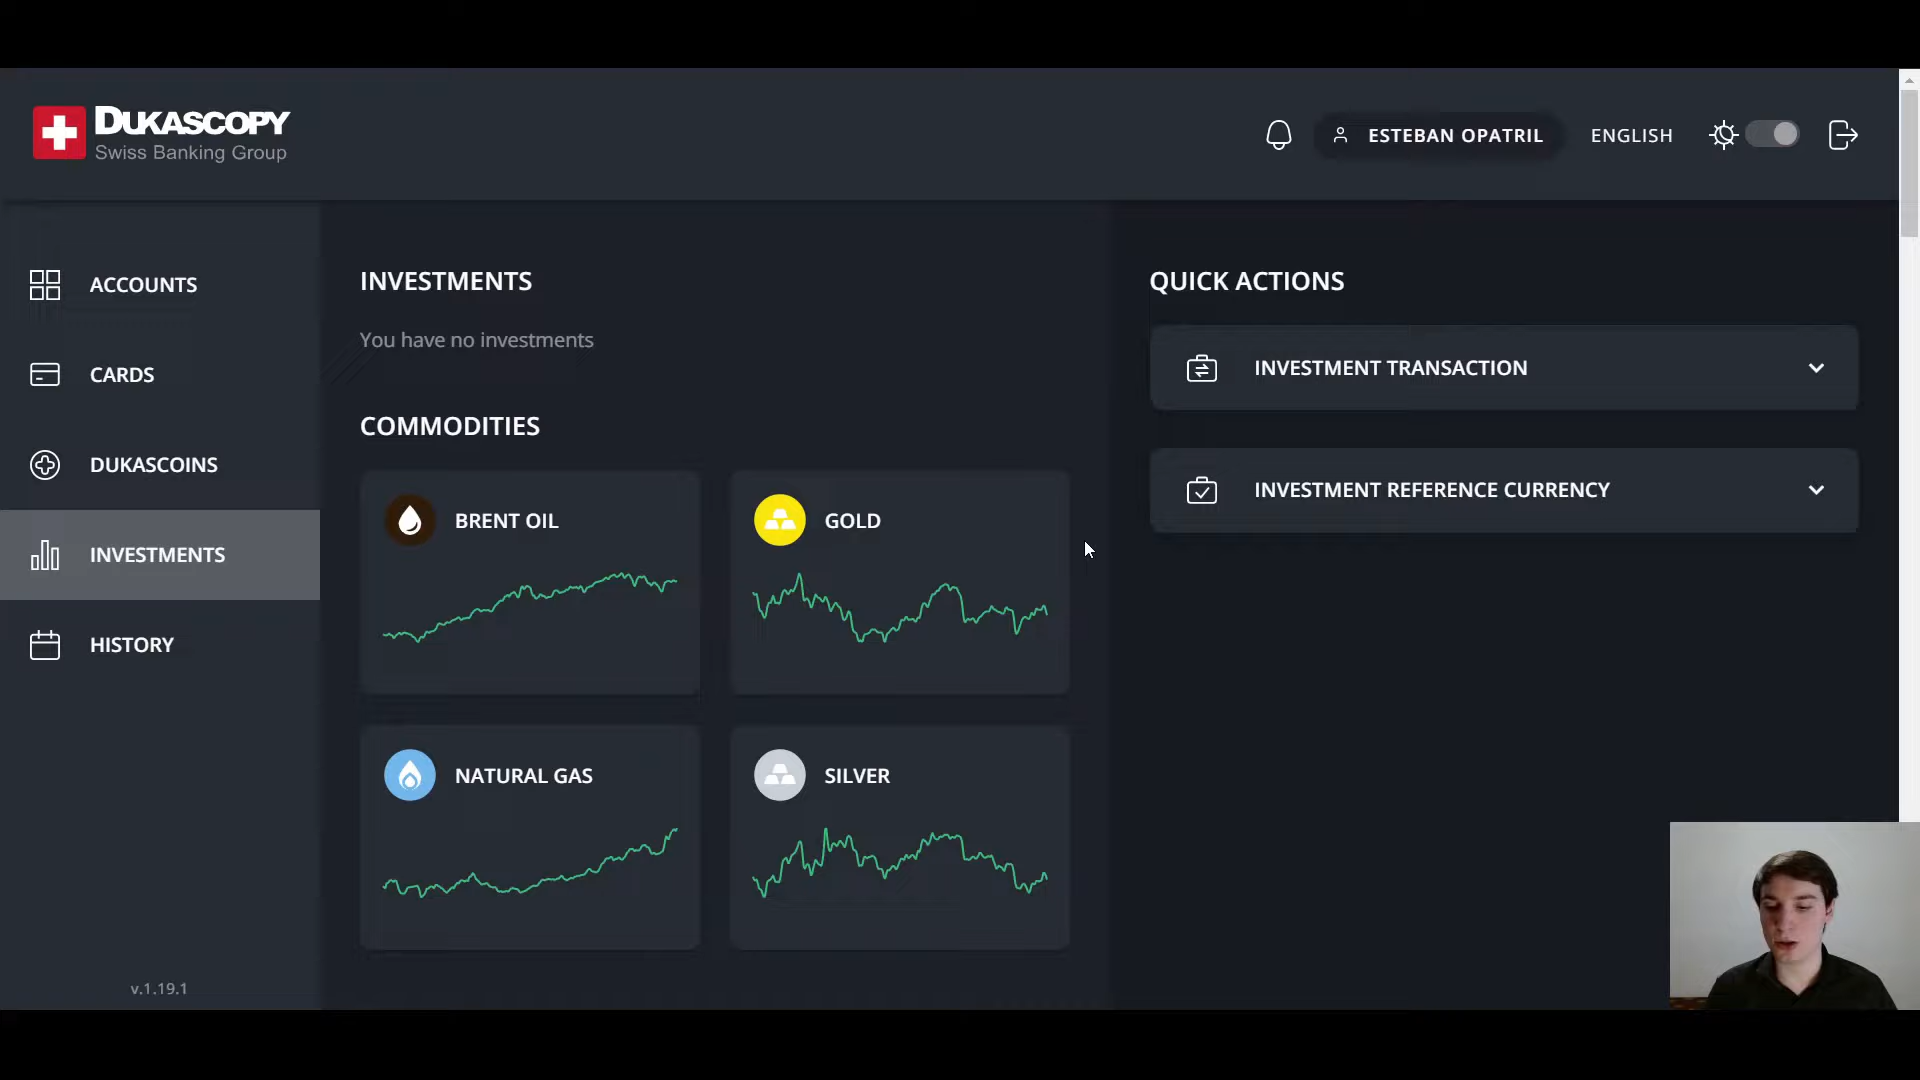 DUKASCOPY
Swiss Banking Group
ESTEBAN OPATRIL
ENGLISH
ACCOUNTS
CARDS
DUKASCOINS
INVESTMENTS
HISTORY
v.1.19.1
INVESTMENTS
You have no investments
COMMODITIES
BRENT OIL
GOLD
NATURAL GAS
SILVER
QUICK ACTIONS
INVESTMENT TRANSACTION
INVESTMENT REFERENCE CURRENCY